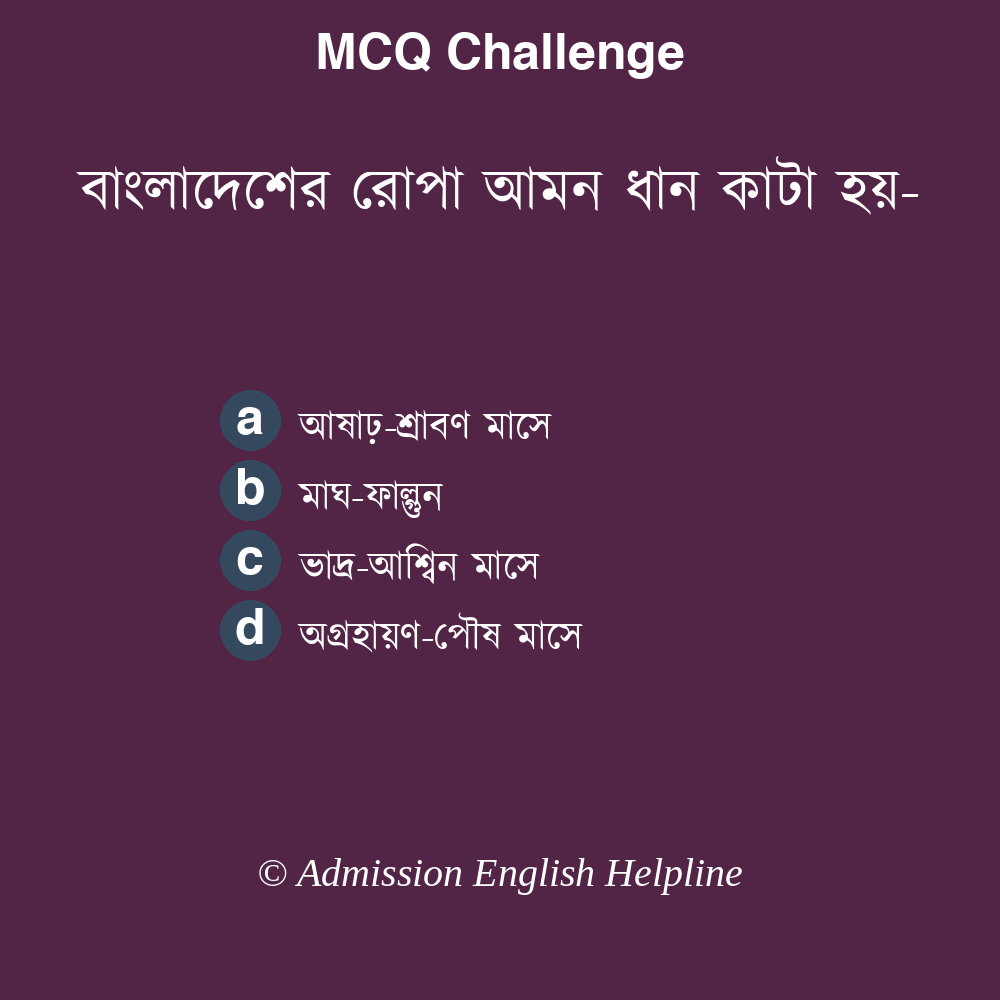 MCQ Challenge
বাংলাদেশের রোপা আমন ধান কাটা হয়-
a আষাঢ়-শ্রাবণ মাসে
b মাঘ-ফাল্গুন
c ভাদ্র-আশ্বিন মাসে
d অগ্রহায়ণ-পৌষ মাসে
© Admission English Helpline